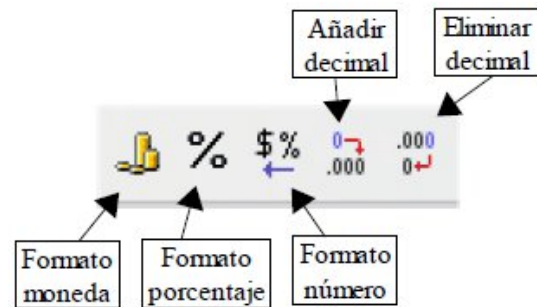 Añadir
decimal
Eliminar
decimal
%
$%
0
.000
.000
0
Formato
moneda
Formato
porcentaje
Formato
número